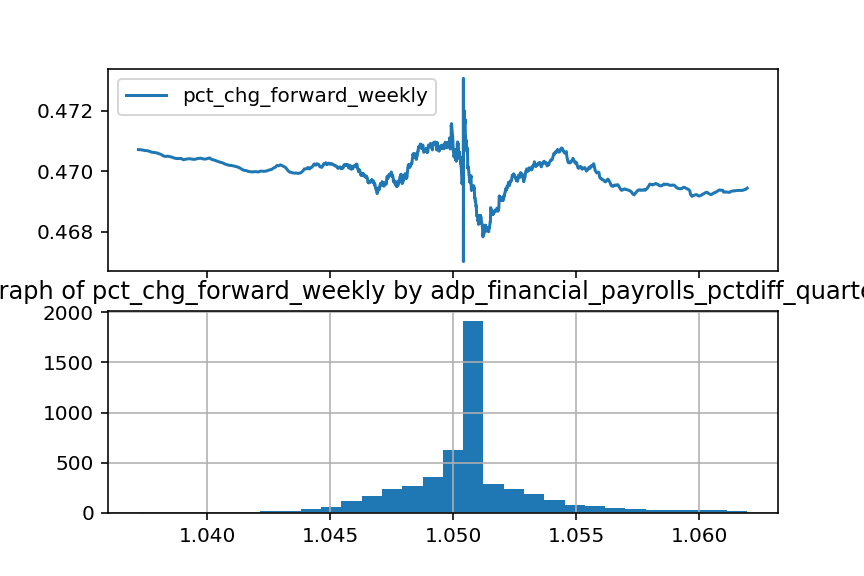 pct_chg_forward_weekly
0.472
0.470
0.468
raph of pct_chg_forward_weekly by adp_financial_payrolls_pctdiff_quarte
2000
1500
1000
500
0
1.040 1.045 1.050 1.055 1.060